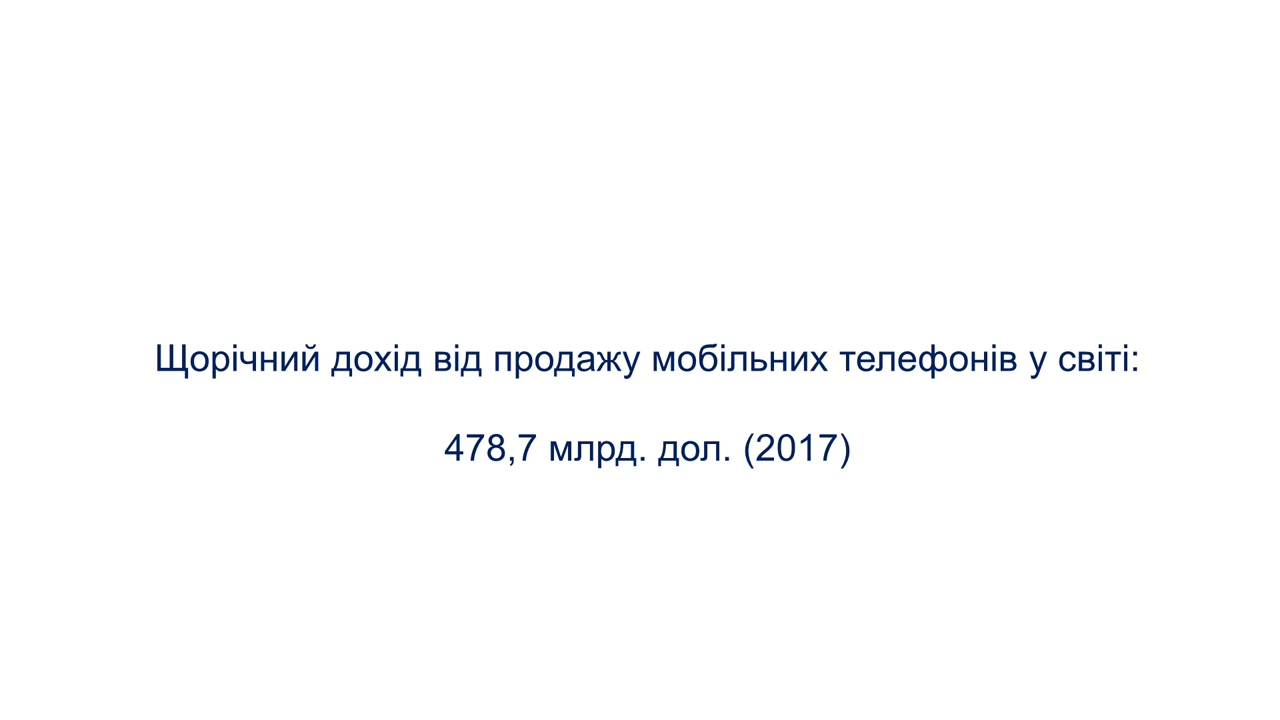 Щорічний дохід від продажу мобільних телефонів у світі:
478,7 млрд. дол. (2017)